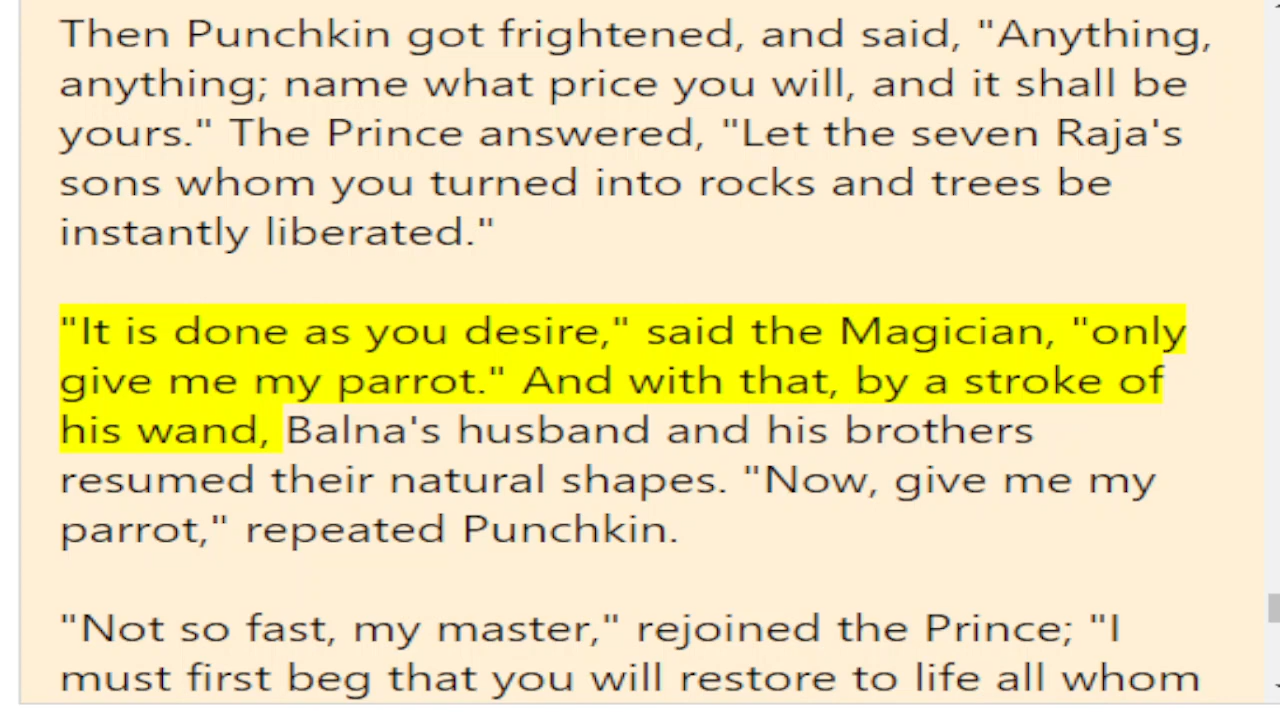 Then Punchkin got frightened, and said, "Anything,
anything; name what price you will, and it shall be
yours." The Prince answered, "Let the seven Raja's
sons whom you turned into rocks and trees be
instantly liberated."
"It is done as you desire," said the Magician, "only
give me my parrot." And with that, by a stroke of
his wand, Balna's husband and his brothers
resumed their natural shapes. "Now, give me my
parrot," repeated Punchkin.
"Not so fast, my master," rejoined the Prince; "I
must first beg that you will restore to life all whom